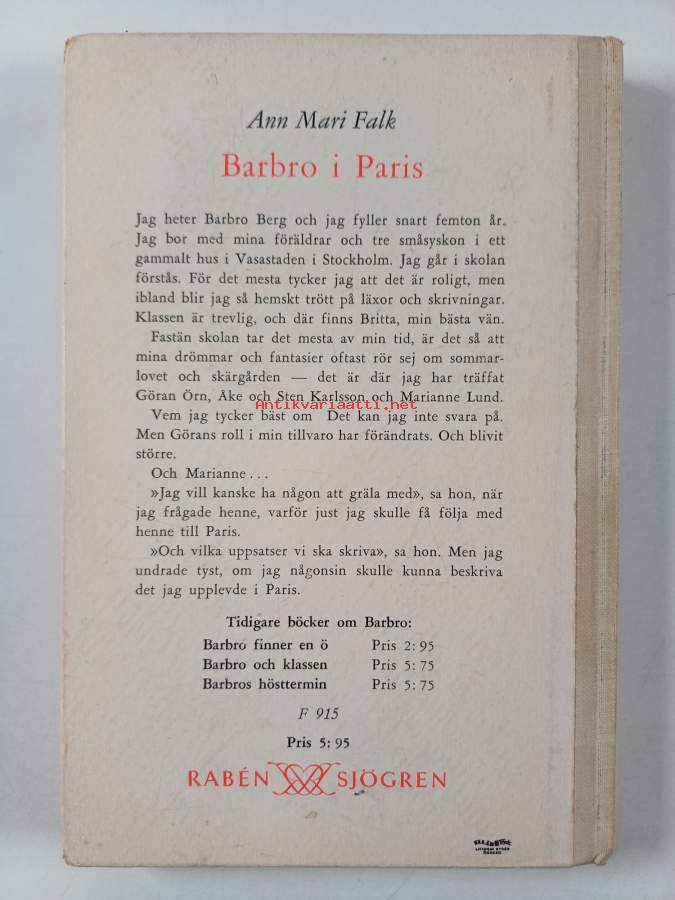 Ann Mari Falk
Barbro i Paris
Jag heter Barbro Berg och jag fyller snart femton år.
Jag bor med mina föräldrar och tre småsyskon i ett
gammalt hus i Vasastaden i Stockholm. Jag går i skolan
förstås. För det mesta tycker jag att det är roligt, men
ibland blir jag så hemskt trött på läxor och skrivningar.
Klassen är trevlig, och där finns Britta, min bästa vän.
Fastän skolan tar det mesta av min tid, är det så att
mina drömmar och fantasier oftast rör sej om sommar-
lovet och skärgården — det är där jag har träffat
Göran Örn, Åke och Sten Karlsson och Marianne Lund.
Antikvariaatti.net
Vem jag tycker bäst om Det kan jag inte svara på.
Men Görans roll i min tillvaro har förändrats. Och blivit
större.
Och Marianne...
»Jag vill kanske ha någon att gräla med», sa hon, när
jag frågade henne, varför just jag skulle få följa med
henne till Paris.
»Och vilka uppsatser vi ska skriva», sa hon. Men jag
undrade tyst, om jag någonsin skulle kunna beskriva
det jag upplevde i Paris.
Tidigare böcker om Barbro:
Barbro finner en ö Pris 2:95
Barbro och klassen Pris 5:75
Barbros hösttermin Pris 5:75
F 915
Pris 5:95
RABÉN SJÖGREN